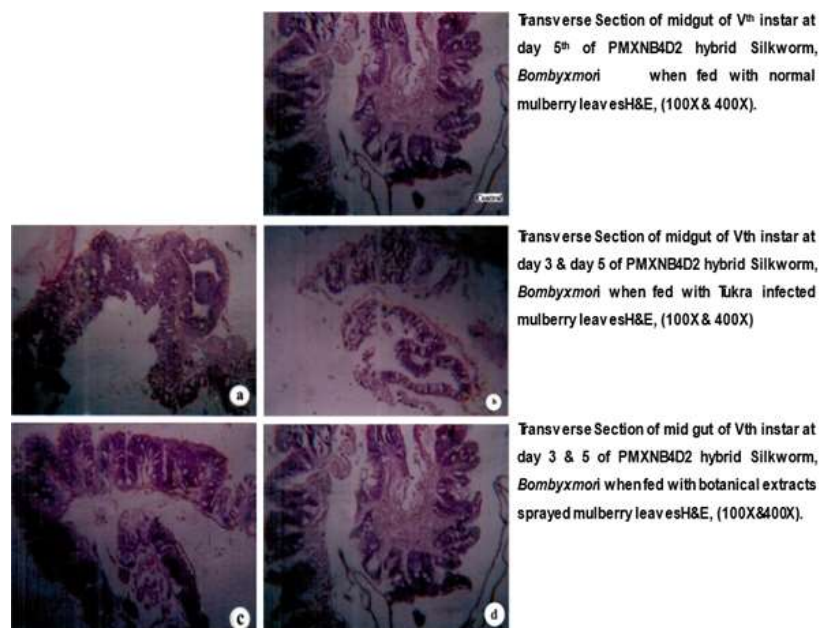 Transverse Section of midgut of Vth instar at
day 5th of PMXNB4D2 hybrid Silkworm,
Bombyxmori when fed with normal
mulberry leavesH&E, (100X & 400X).
Control
Transverse Section of midgut of Vth instar at
day 3 & day 5 of PMXNB4D2 hybrid Silkworm,
Bombyxmori when fed with Tukra infected
mulberry leavesH&E, (100X & 400X)
a
b
Transverse Section of mid gut of Vth instar at
day 3 & 5 of PMXNB4D2 hybrid Silkworm,
Bombyxmori when fed with botanical extracts
sprayed mulberry leavesH&E, (100X&400X).
c
d